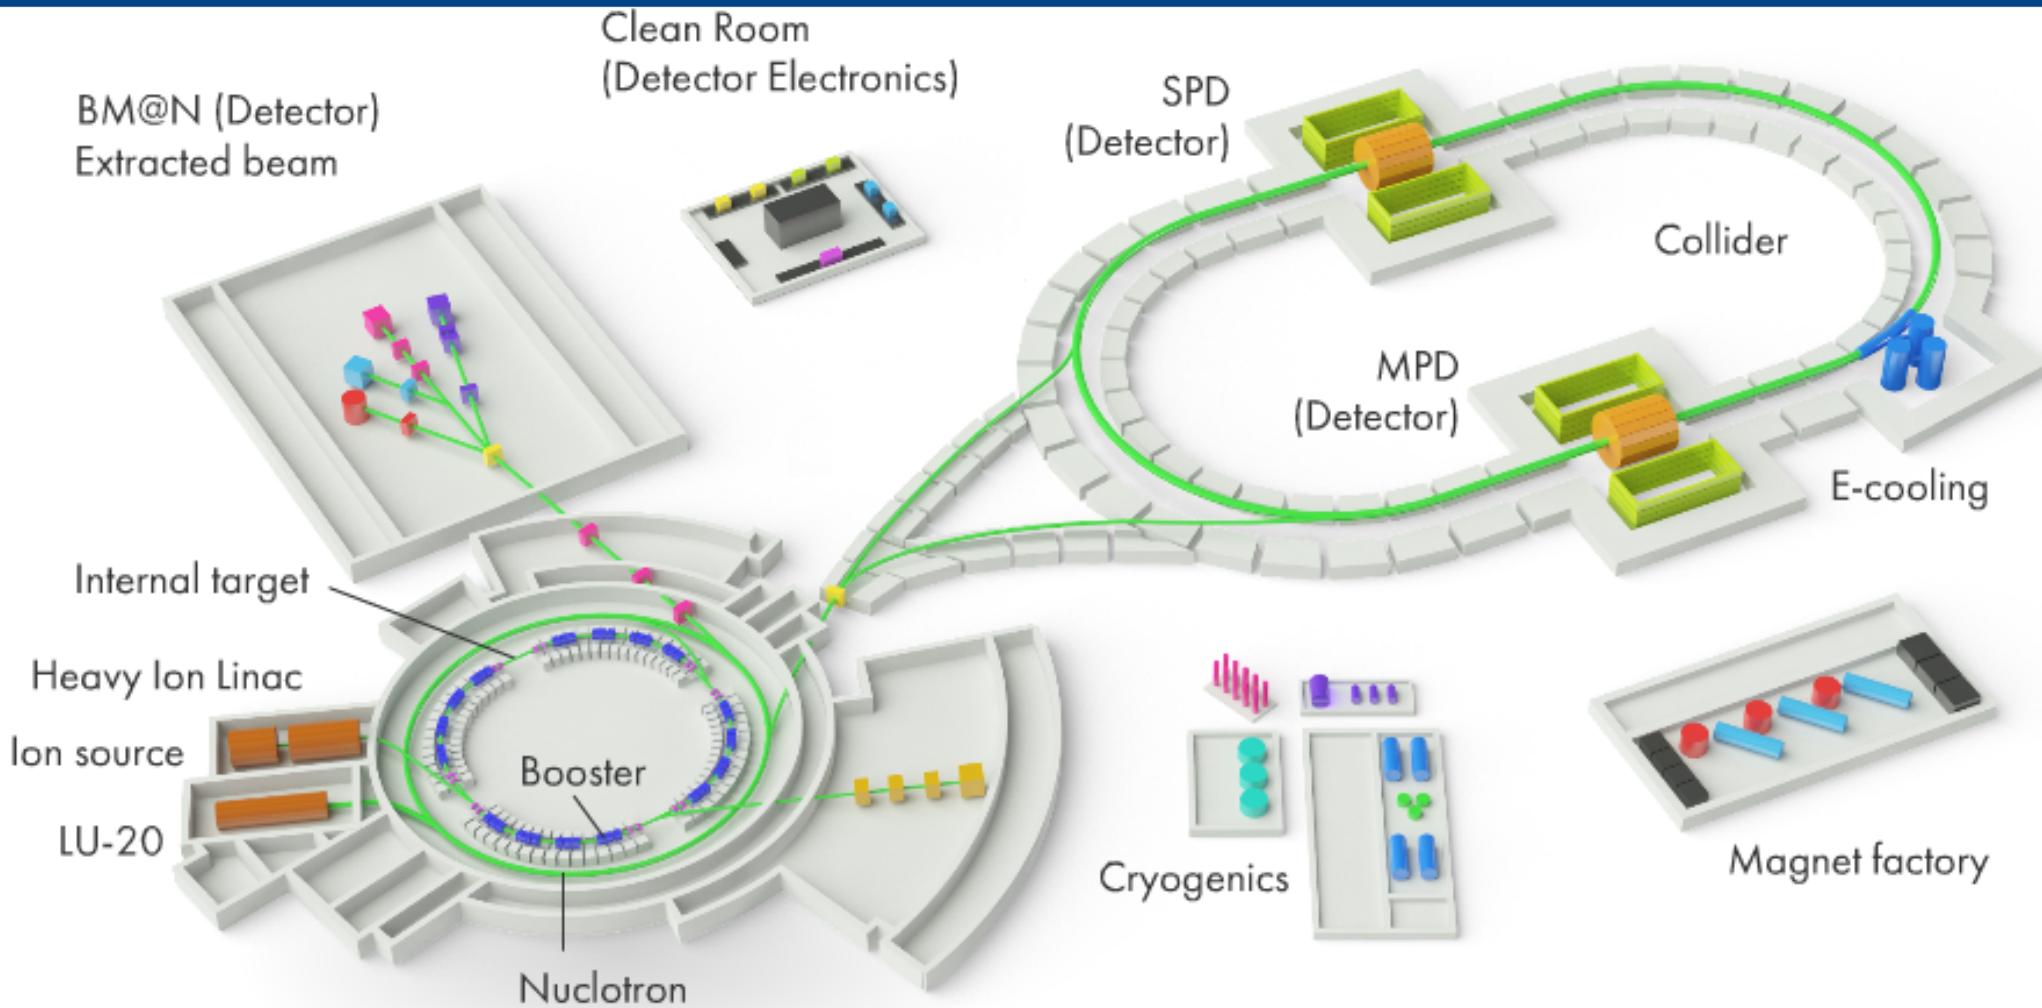 Clean Room
(Detector Electronics)
BM@N (Detector)
Extracted beam
SPD
(Detector)
Collider
MPD
(Detector)
E-cooling
Internal target
Heavy Ion Linac
Ion source
LU-20
Booster
Nuclotron
Cryogenics
Magnet factory